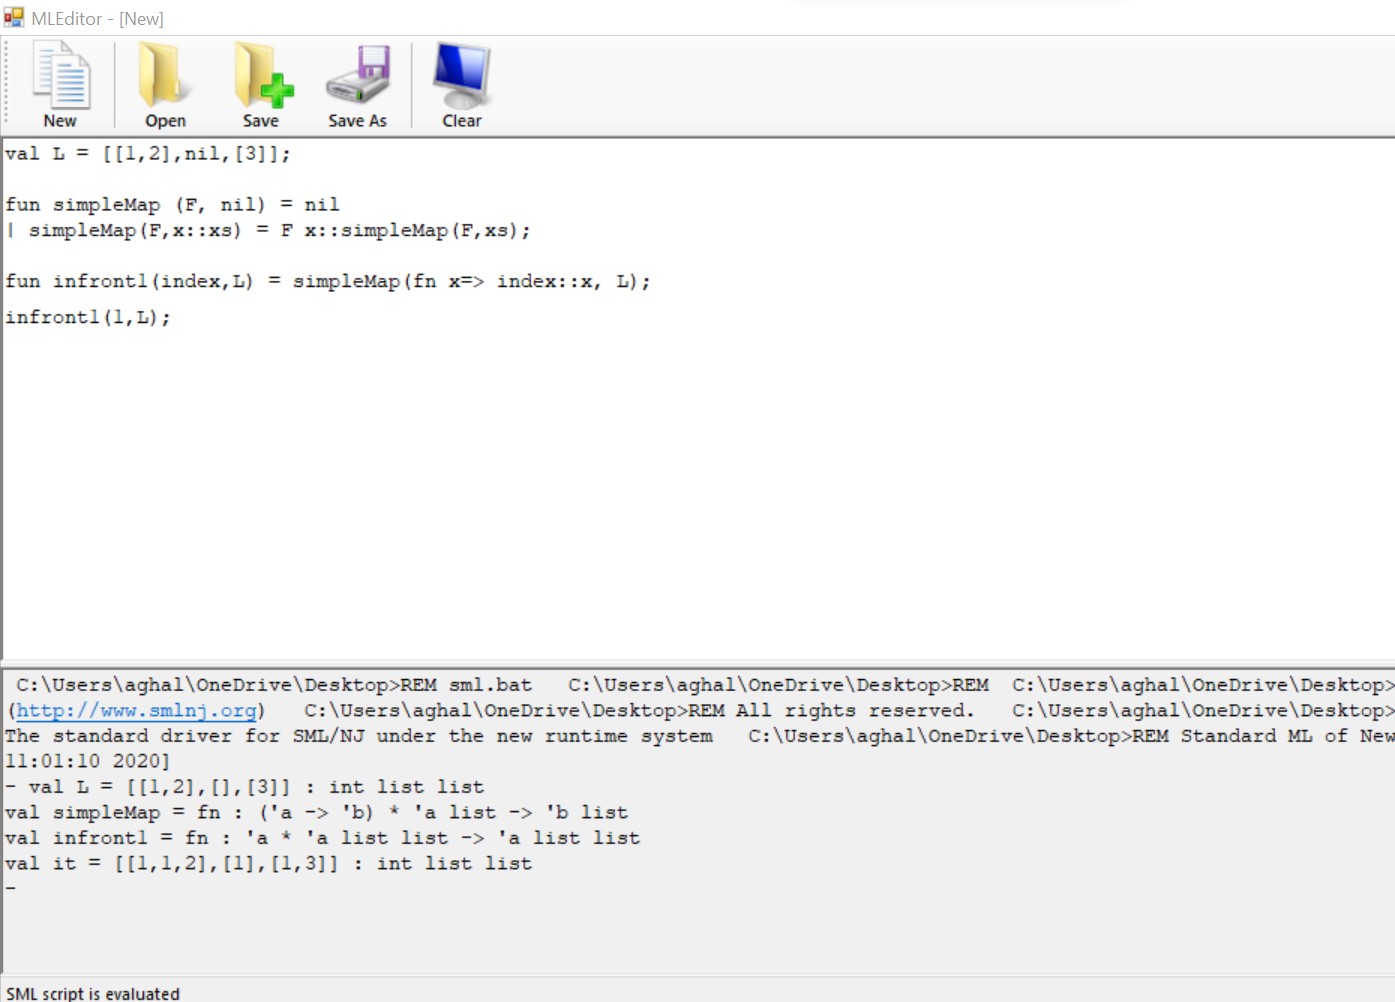 MLEditor - [New]
New Open Save Save As Clear
val L = [[1,2],nil,[3]];
fun simpleMap (F, nil) = nil
| simpleMap(F,x::xs) = F x::simpleMap(F,xs);
fun infront1(index,L) = simpleMap(fn x=> index::x, L);
infront1(1,L);
C:\Users\aghal\OneDrive\Desktop>REM sml.bat C:\Users\aghal\OneDrive\Desktop>REM C:\Users\aghal\OneDrive\Desktop>
(http://www.smlnj.org) C:\Users\aghal\OneDrive\Desktop>REM All rights reserved. C:\Users\aghal\OneDrive\Desktop>
The standard driver for SML/NJ under the new runtime system C:\Users\aghal\OneDrive\Desktop>REM Standard ML of New
11:01:10 2020]
- val L = [[1,2],[],[3]] : int list list
val simpleMap = fn : ('a -> 'b) * 'a list -> 'b list
val infront1 = fn : 'a * 'a list list -> 'a list list
val it = [[1,1,2],[1],[1,3]] : int list list
-
SML script is evaluated